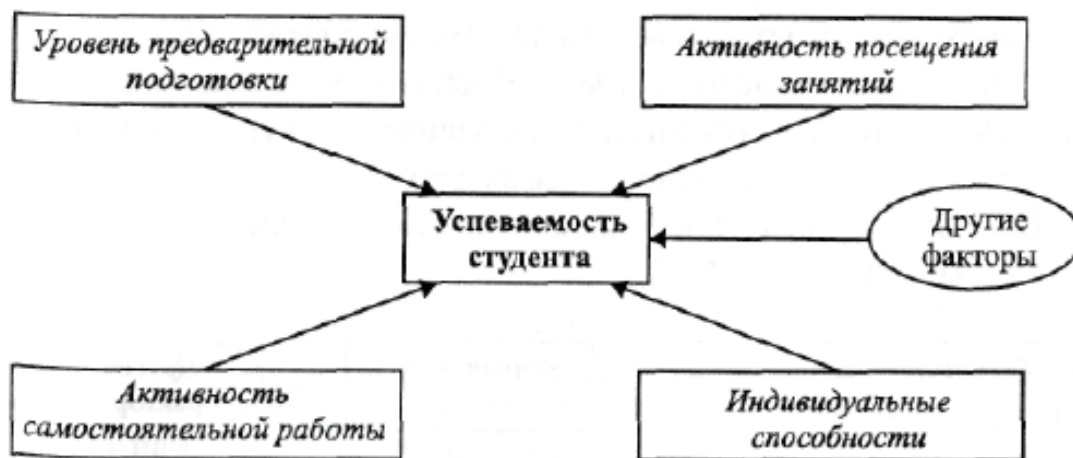 Уровень предварительной
подготовки
Активность посещения
занятий
Успеваемость
студента
Другие
факторы
Активность
самостоятельной работы
Индивидуальные
способности